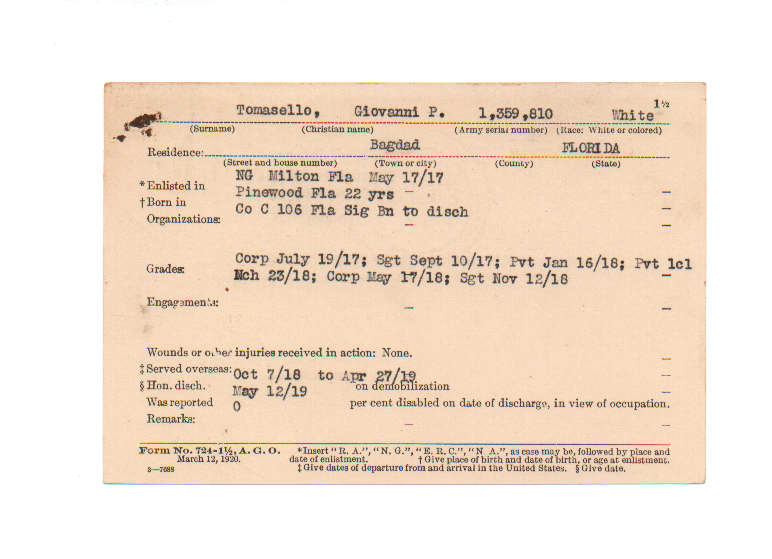 1½
Tomasello, Giovanni P. 1,359,810 White
(Surname) (Christian name) (Army serial number) (Race: White or colored)
Residence: Bagdad FLORIDA
(Street and house number) (Town or city) (County) (State)
* Enlisted in NG Milton Fla May 17/17
† Born in Pinewood Fla 22 yrs
Organizations: Co C 106 Fla Sig Bn to disch
Grades: Corp July 19/17; Sgt Sept 10/17; Pvt Jan 16/18; Pvt 1cl
Mch 23/18; Corp May 17/18; Sgt Nov 12/18
Engagements:
Wounds or other injuries received in action: None.
‡ Served overseas: Oct 7/18 to Apr 27/19
§ Hon. disch. May 12/19 on demobilization
Was reported 0 per cent disabled on date of discharge, in view of occupation.
Remarks:
Form No. 724-1½, A. G. O. *Insert "R. A.", "N. G.", "E. R. C.", "N. A.", as case may be, followed by place and
March 12, 1920. date of enlistment. † Give place of birth and date of birth, or age at enlistment.
3—7688 ‡ Give dates of departure from and arrival in the United States. § Give date.